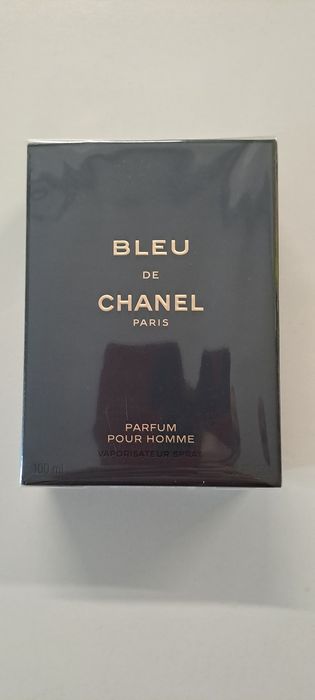 BLEU
DE
CHANEL
PARIS
PARFUM
POUR HOMME
VAPORISATEUR SPRAY
100 ml